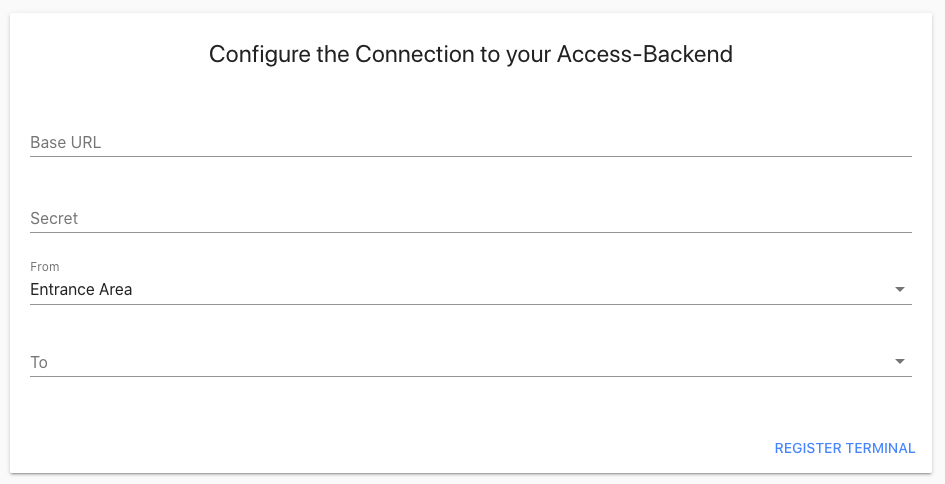 Configure the Connection to your Access-Backend
Base URL
Secret
From
Entrance Area
To
REGISTER TERMINAL